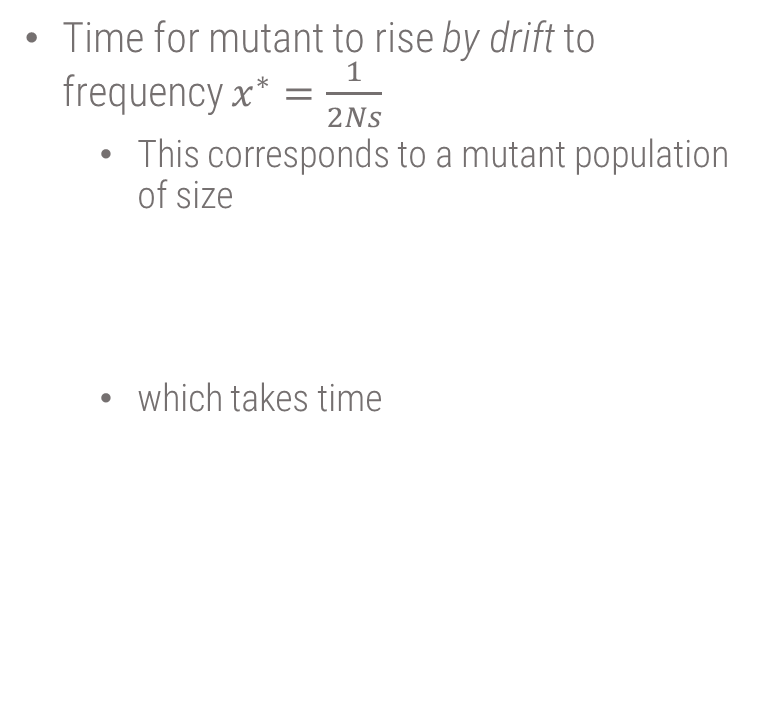 • Time for mutant to rise by drift to
frequency x* = 1/2Ns
• This corresponds to a mutant population
of size
• which takes time